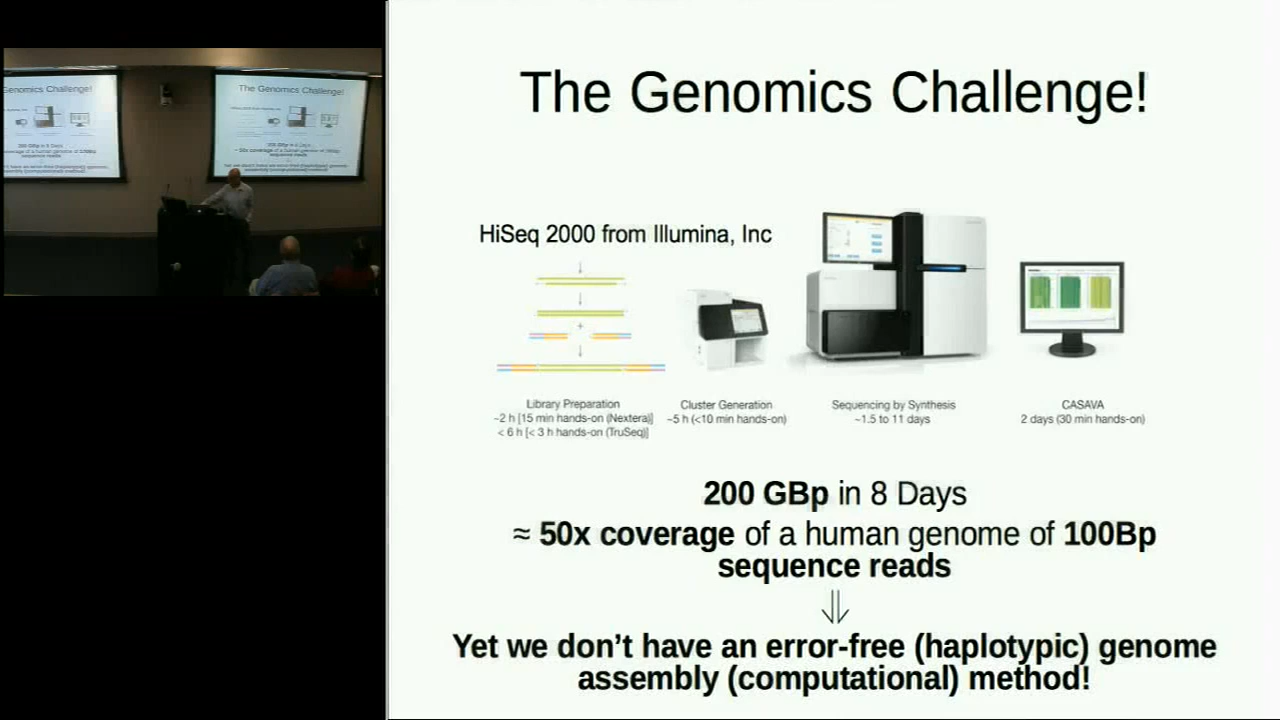 The Genomics Challenge!
HiSeq 2000 from Illumina, Inc
Library Preparation
~2 h [15 min hands-on (Nextera)]
< 6 h [< 3 h hands-on (TruSeq)]
Cluster Generation
~5 h (<10 min hands-on)
Sequencing by Synthesis
~1.5 to 11 days
CASAVA
2 days (30 min hands-on)
200 GBp in 8 Days
≈ 50x coverage of a human genome of 100Bp
sequence reads
⇓
Yet we don't have an error-free (haplotypic) genome
assembly (computational) method!
The Genomics Challenge!